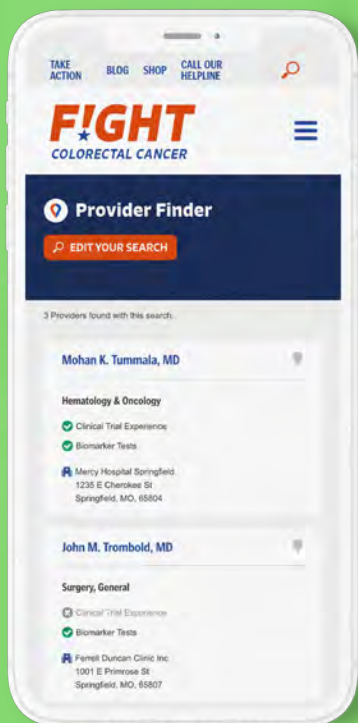 TAKE ACTION BLOG SHOP CALL OUR HELPLINE
F!GHT
COLORECTAL CANCER
Provider Finder
EDIT YOUR SEARCH
3 Providers found with this search.
Mohan K. Tummala, MD
Hematology & Oncology
Clinical Trial Experience
Biomarker Tests
Mercy Hospital Springfield
1235 E Cherokee St
Springfield, MO, 65804
John M. Trombold, MD
Surgery, General
Clinical Trial Experience
Biomarker Tests
Ferrell Duncan Clinic Inc
1001 E Primrose St
Springfield, MO, 65807